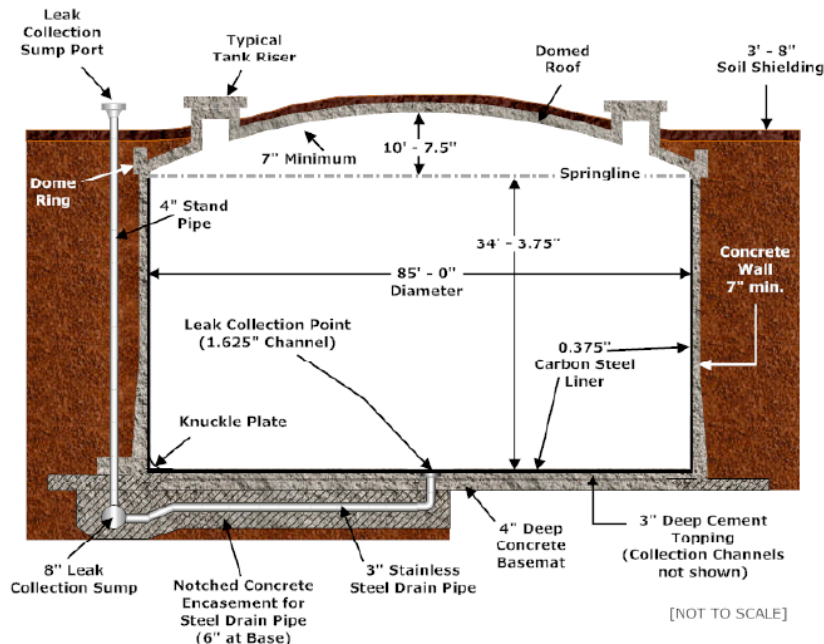 Leak
Collection
Sump Port
Typical
Tank Riser
Domed
Roof
3' - 8"
Soil Shielding
7" Minimum
10' - 7.5"
Springline
Dome
Ring
4" Stand
Pipe
34' - 3.75"
85' - 0"
Diameter
Concrete
Wall
7" min.
Leak Collection Point
(1.625" Channel)
0.375"
Carbon Steel
Liner
Knuckle Plate
8" Leak
Collection Sump
Notched Concrete
Encasement for
Steel Drain Pipe
(6" at Base)
3" Stainless
Steel Drain Pipe
4" Deep
Concrete
Basemat
3" Deep Cement
Topping
(Collection Channels
not shown)
[NOT TO SCALE]